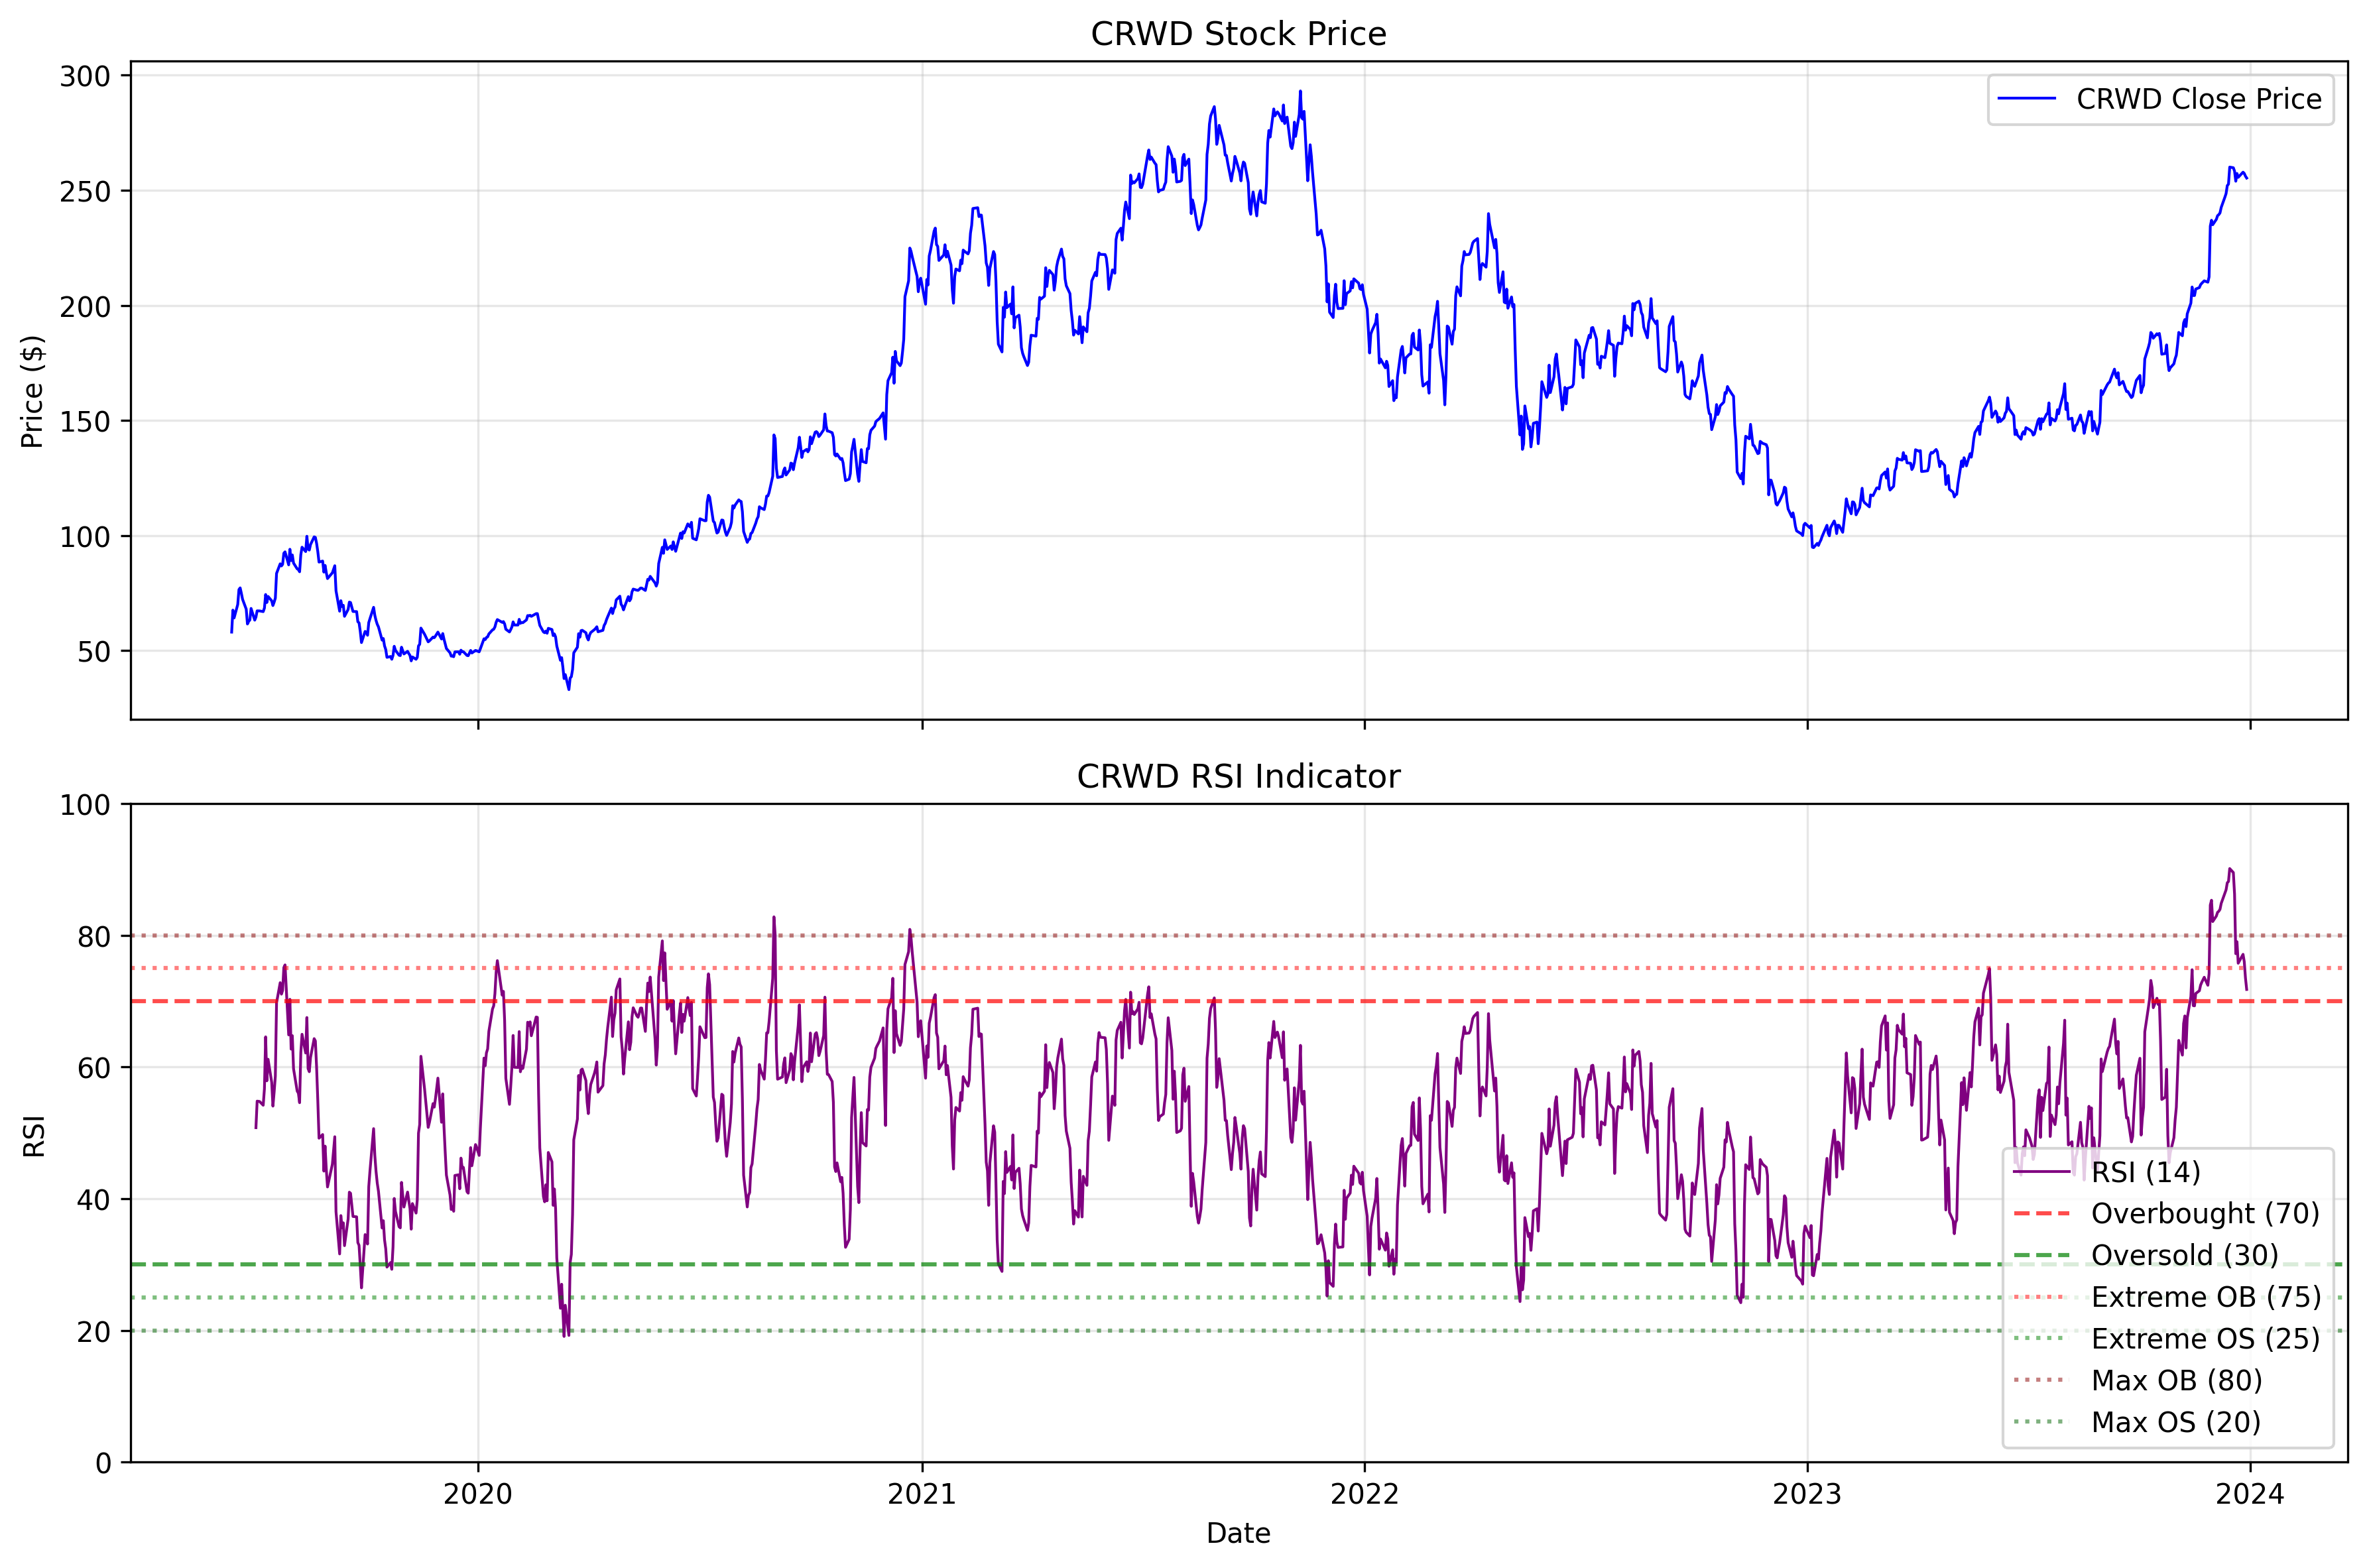 CRWD Stock Price
300
250
200
150
100
50
Price ($)
CRWD Close Price
CRWD RSI Indicator
100
80
60
40
20
0
RSI
RSI (14)
Overbought (70)
Oversold (30)
Extreme OB (75)
Extreme OS (25)
Max OB (80)
Max OS (20)
2020
2021
2022
2023
2024
Date